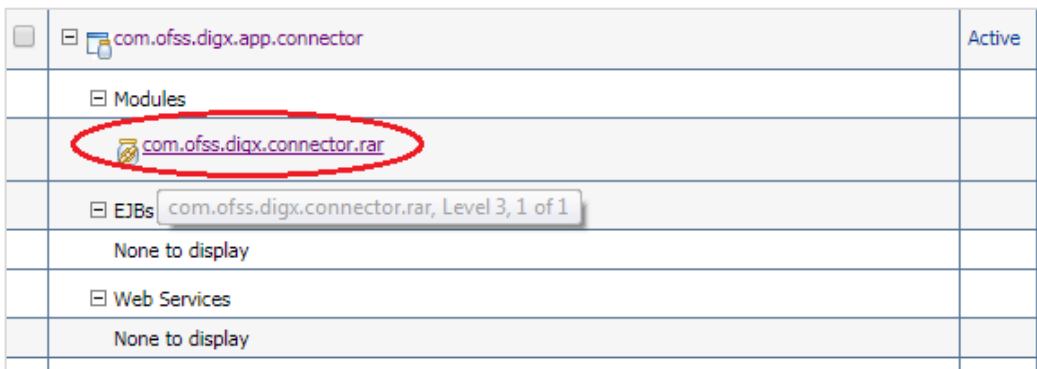 com.ofss.digx.app.connector Active
Modules
com.ofss.digx.connector.rar
EJBs com.ofss.digx.connector.rar, Level 3, 1 of 1
None to display
Web Services
None to display